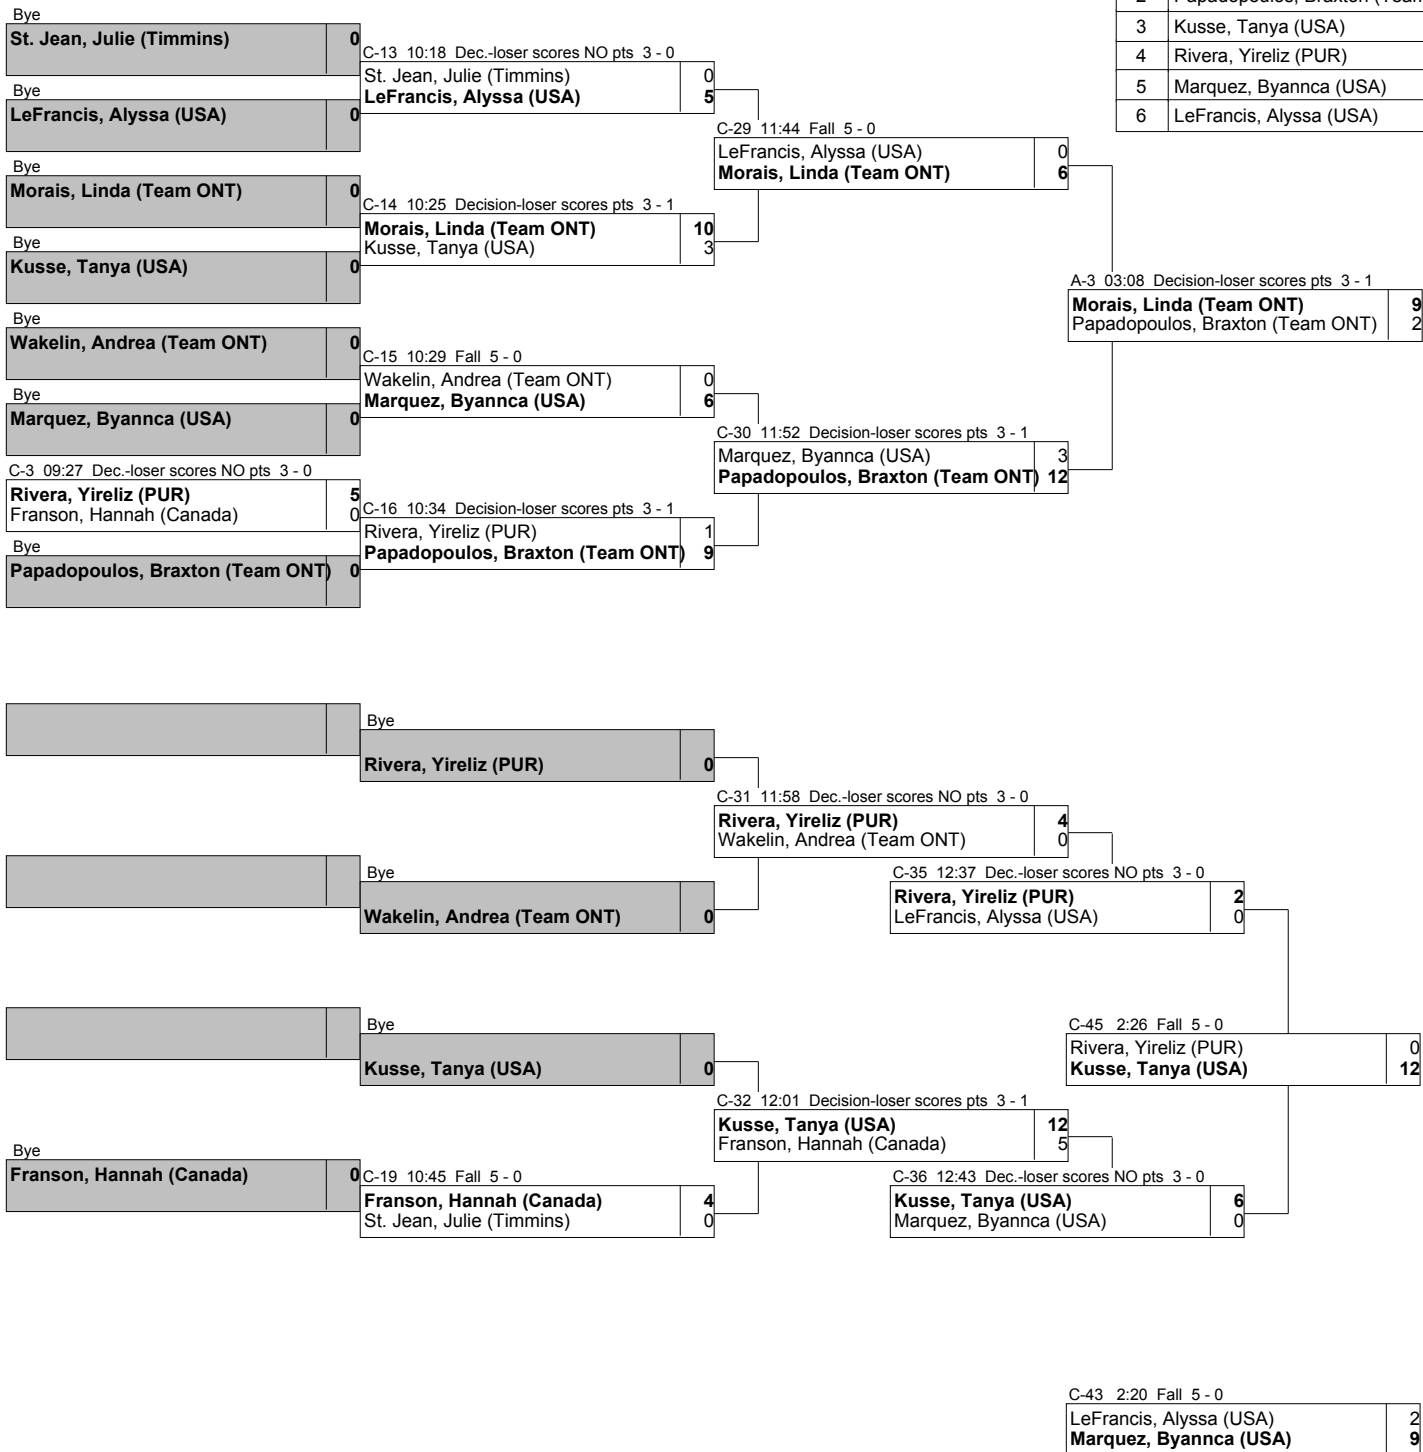 2 Papadopoulos, Braxton (Team
3 Kusse, Tanya (USA)
4 Rivera, Yireliz (PUR)
5 Marquez, Byannca (USA)
6 LeFrancis, Alyssa (USA)
Bye
St. Jean, Julie (Timmins) 0
Bye
LeFrancis, Alyssa (USA) 0
Bye
Morais, Linda (Team ONT) 0
Bye
Kusse, Tanya (USA) 0
Bye
Wakelin, Andrea (Team ONT) 0
Bye
Marquez, Byannca (USA) 0
C-3 09:27 Dec.-loser scores NO pts 3 - 0
Rivera, Yireliz (PUR) 5
Franson, Hannah (Canada) 0
Bye
Papadopoulos, Braxton (Team ONT) 0
C-13 10:18 Dec.-loser scores NO pts 3 - 0
St. Jean, Julie (Timmins) 0
LeFrancis, Alyssa (USA) 5
C-14 10:25 Decision-loser scores pts 3 - 1
Morais, Linda (Team ONT) 10
Kusse, Tanya (USA) 3
C-15 10:29 Fall 5 - 0
Wakelin, Andrea (Team ONT) 0
Marquez, Byannca (USA) 6
C-16 10:34 Decision-loser scores pts 3 - 1
Rivera, Yireliz (PUR) 1
Papadopoulos, Braxton (Team ONT) 9
C-29 11:44 Fall 5 - 0
LeFrancis, Alyssa (USA) 0
Morais, Linda (Team ONT) 6
C-30 11:52 Decision-loser scores pts 3 - 1
Marquez, Byannca (USA) 3
Papadopoulos, Braxton (Team ONT) 12
A-3 03:08 Decision-loser scores pts 3 - 1
Morais, Linda (Team ONT) 9
Papadopoulos, Braxton (Team ONT) 2
Bye
Rivera, Yireliz (PUR) 0
Bye
Wakelin, Andrea (Team ONT) 0
Bye
Kusse, Tanya (USA) 0
Bye
Franson, Hannah (Canada) 0
C-19 10:45 Fall 5 - 0
Franson, Hannah (Canada) 4
St. Jean, Julie (Timmins) 0
C-31 11:58 Dec.-loser scores NO pts 3 - 0
Rivera, Yireliz (PUR) 4
Wakelin, Andrea (Team ONT) 0
C-32 12:01 Decision-loser scores pts 3 - 1
Kusse, Tanya (USA) 12
Franson, Hannah (Canada) 5
C-35 12:37 Dec.-loser scores NO pts 3 - 0
Rivera, Yireliz (PUR) 2
LeFrancis, Alyssa (USA) 0
C-36 12:43 Dec.-loser scores NO pts 3 - 0
Kusse, Tanya (USA) 6
Marquez, Byannca (USA) 0
C-45 2:26 Fall 5 - 0
Rivera, Yireliz (PUR) 0
Kusse, Tanya (USA) 12
C-43 2:20 Fall 5 - 0
LeFrancis, Alyssa (USA) 2
Marquez, Byannca (USA) 9